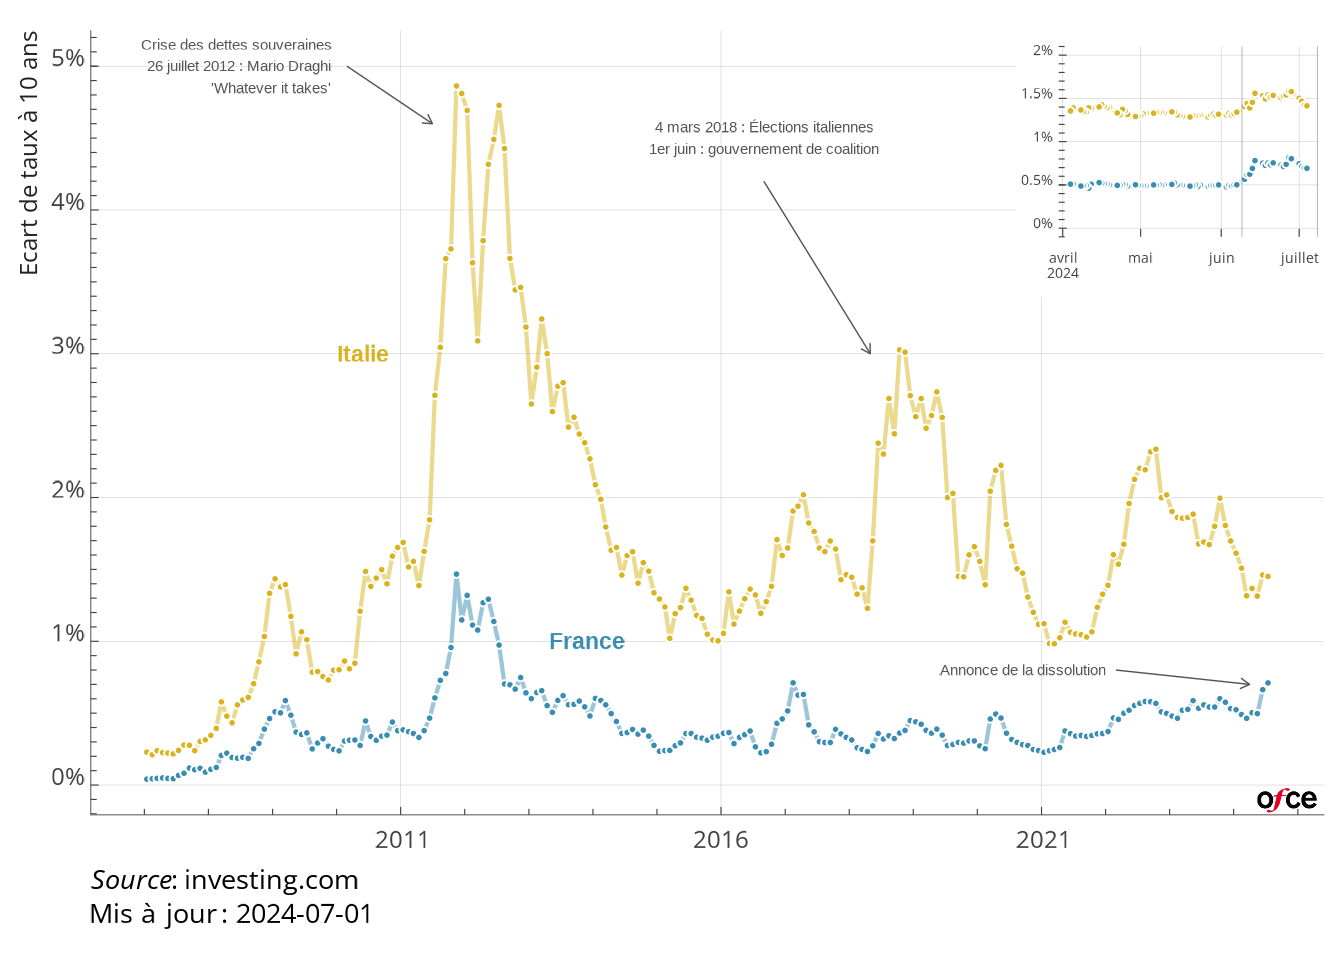 Ecart de taux à 10 ans
5%
4%
3%
2%
1%
0%
Crise des dettes souveraines
26 juillet 2012 : Mario Draghi
'Whatever it takes'
4 mars 2018 : Élections italiennes
1er juin : gouvernement de coalition
Italie
France
Annonce de la dissolution
2%
1.5%
1%
0.5%
0%
avril
2024
mai
juin
juillet
ofce
2011
2016
2021
Source: investing.com
Mis à jour : 2024-07-01